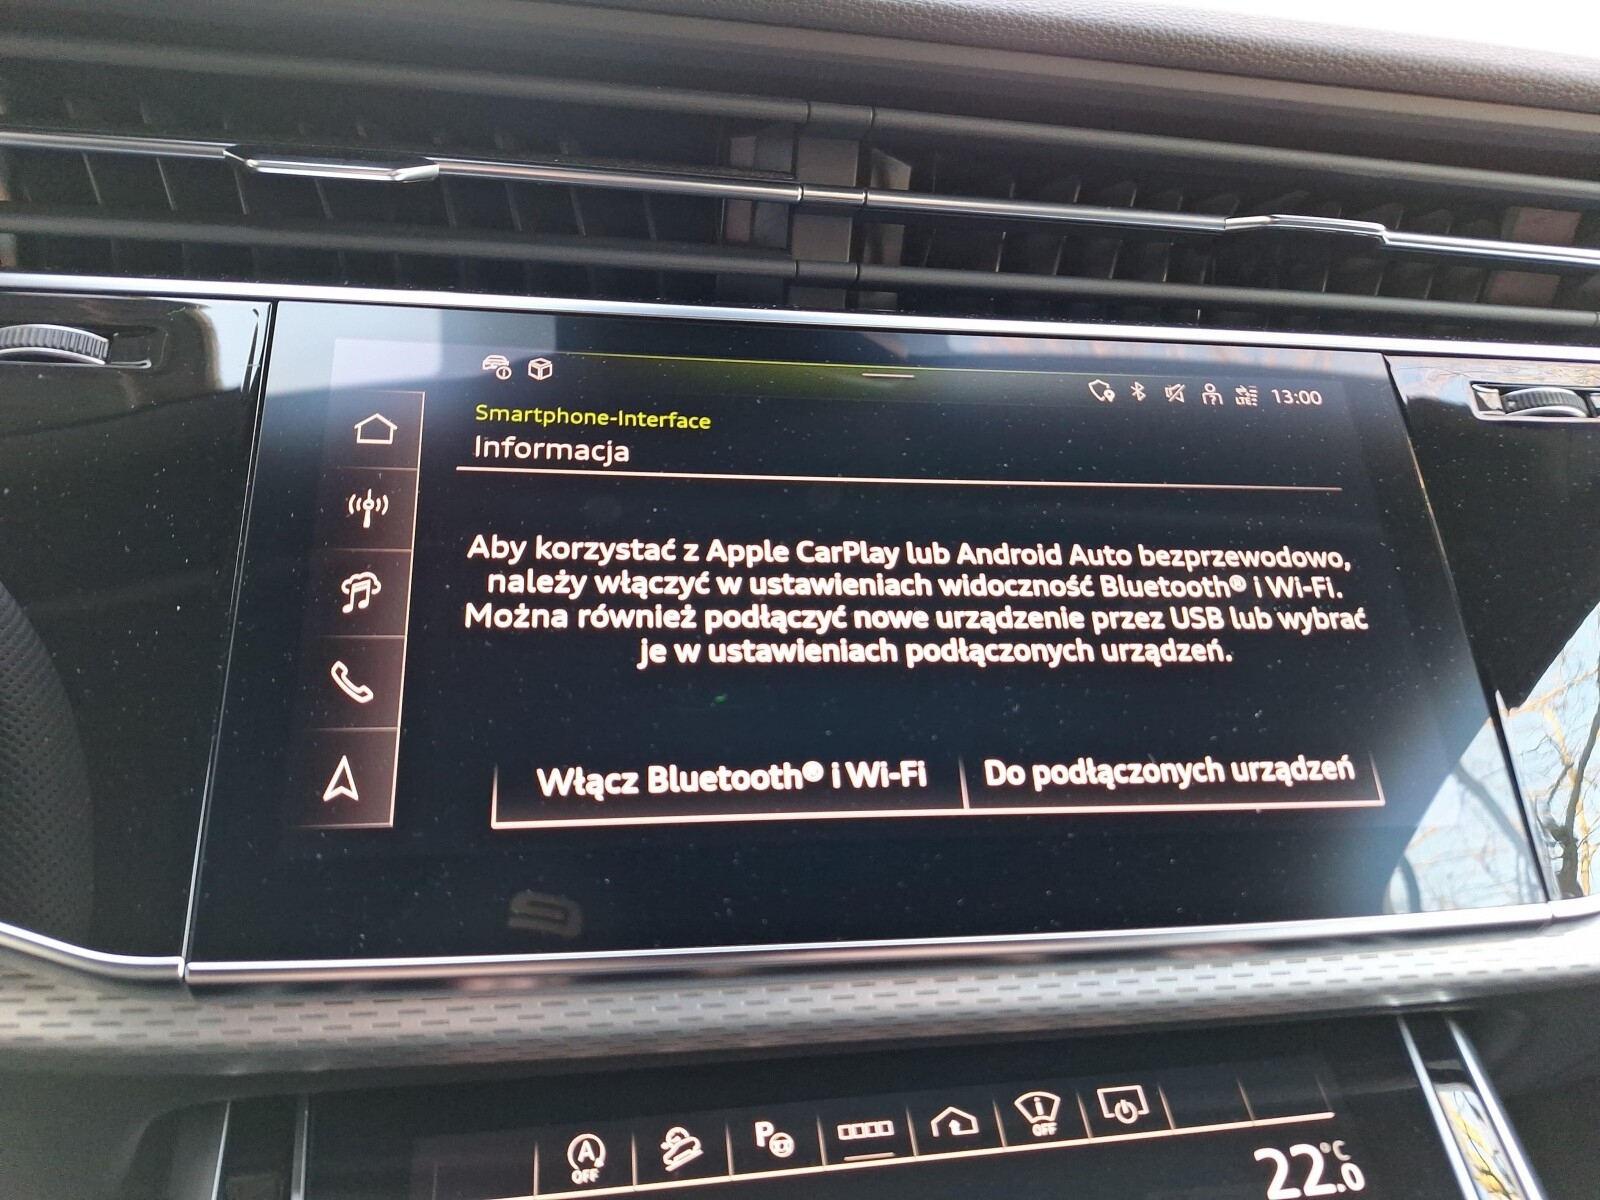 13:00
Smartphone-Interface
Informacja
Aby korzystać z Apple CarPlay lub Android Auto bezprzewodowo,
należy włączyć w ustawieniach widoczność Bluetooth® i Wi-Fi.
Można również podłączyć nowe urządzenie przez USB lub wybrać
je w ustawieniach podłączonych urządzeń.
Włącz Bluetooth® i Wi-Fi
Do podłączonych urządzeń
A
OFF
P
i
OFF
22.0 °C